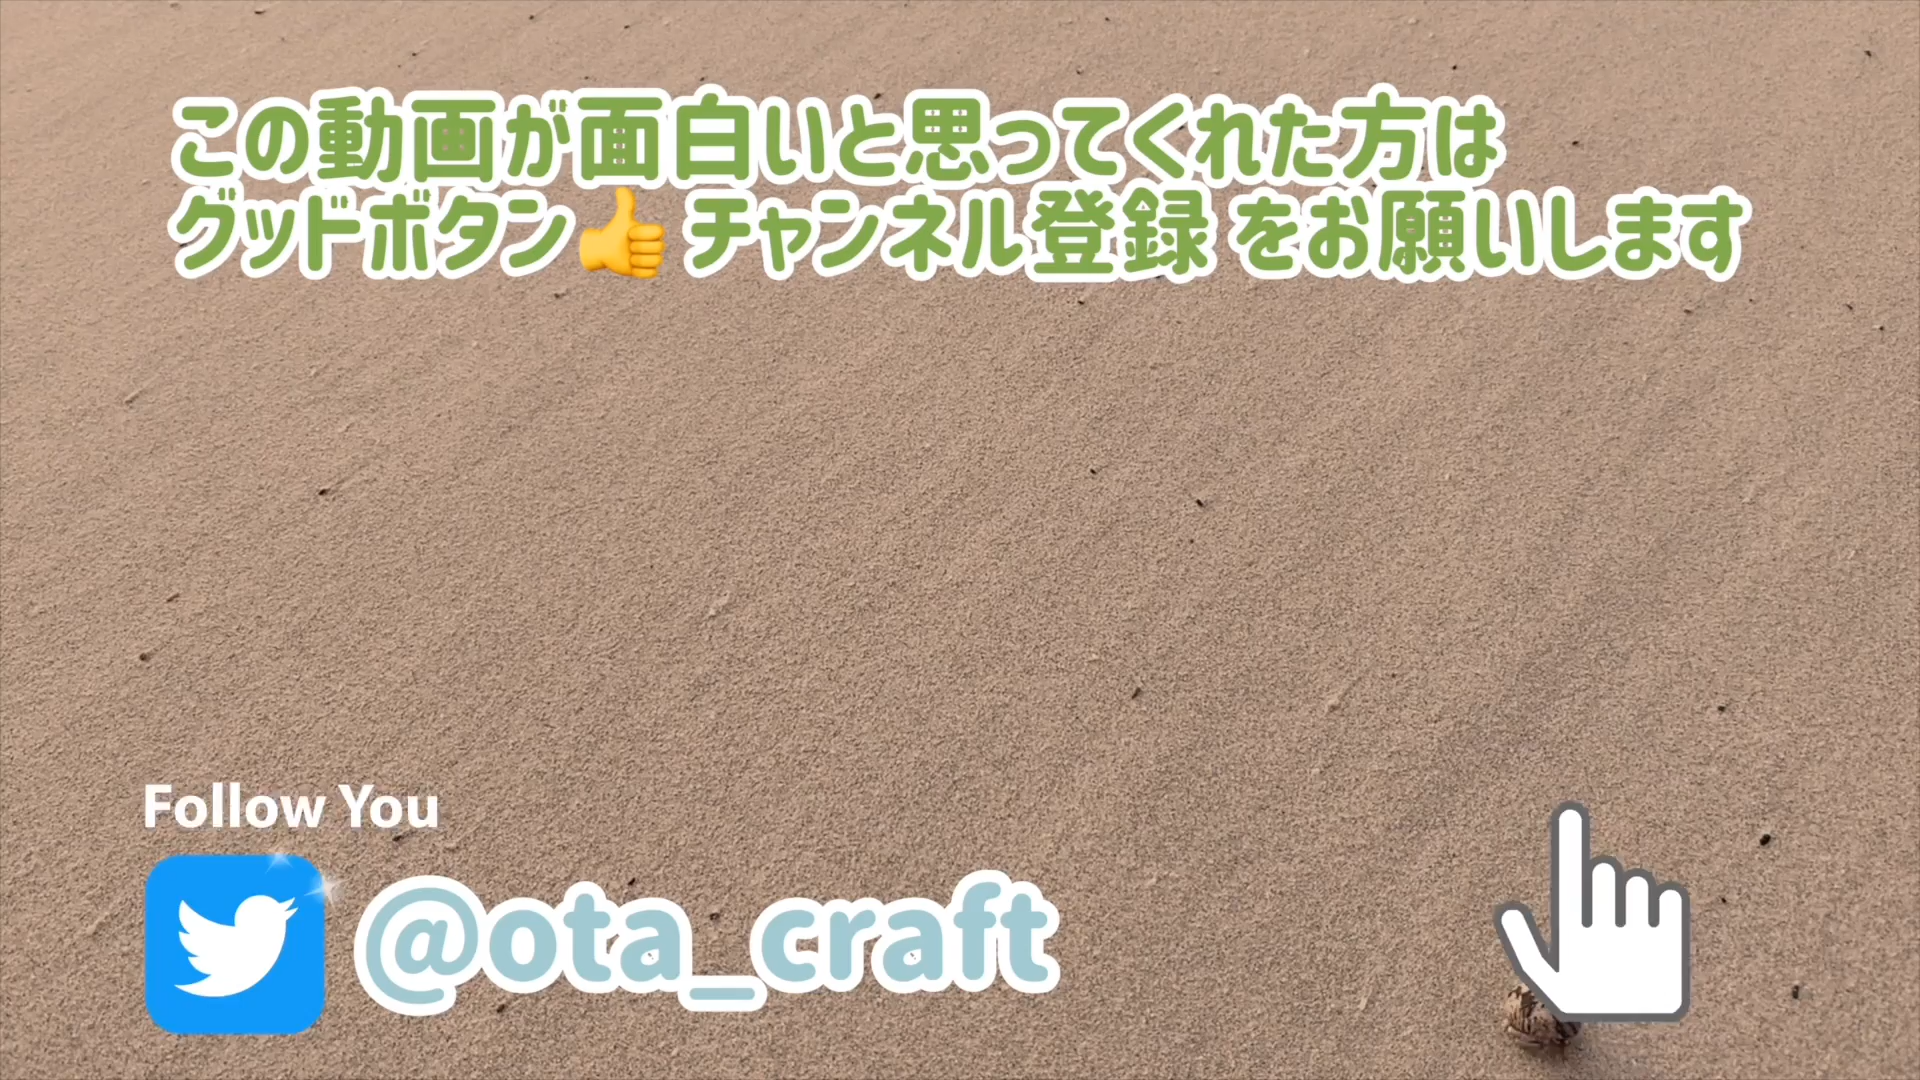 この動画が面白いと思ってくれた方は
グッドボタン👍チャンネル登録 をお願いします
Follow You
@ota_craft